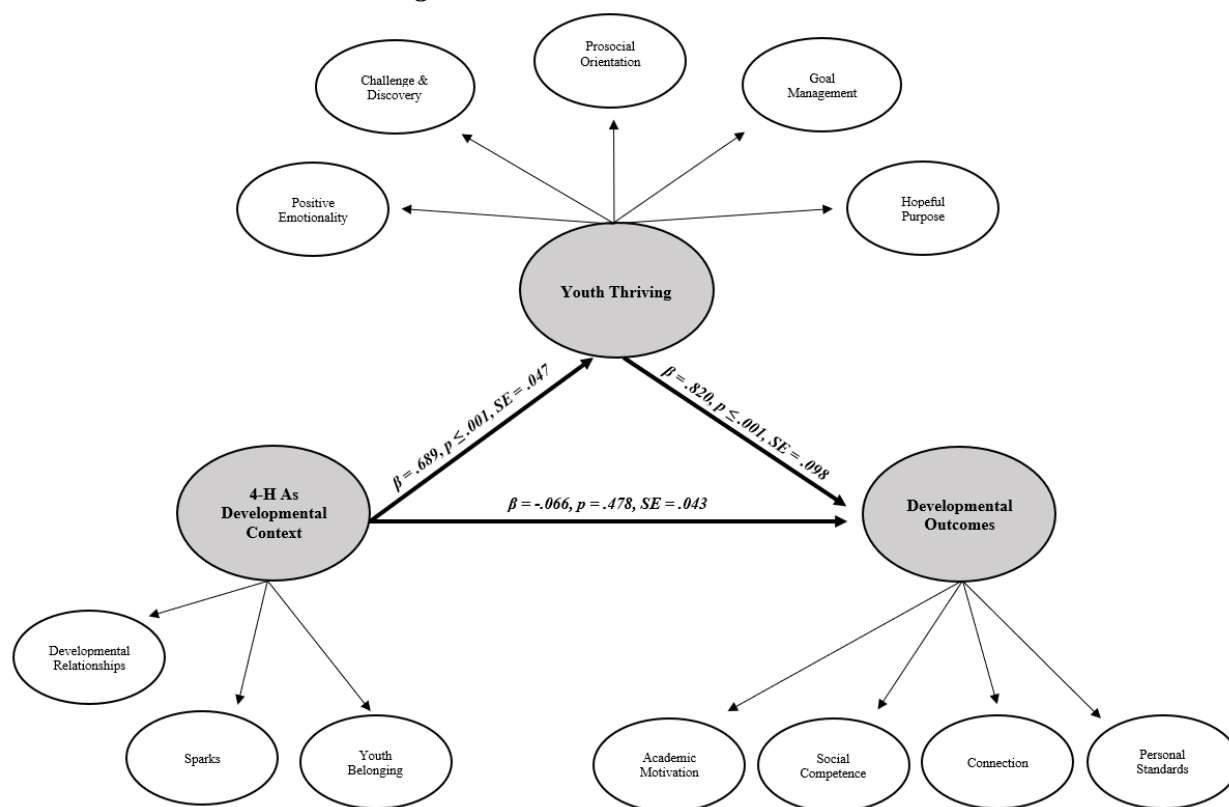 Prosocial
Orientation
Challenge &
Discovery
Goal
Management
Positive
Emotionality
Hopeful
Purpose
Youth Thriving
β = .689, p ≤ .001, SE = .047
β = .820, p ≤ .001, SE = .098
4-H As
Developmental
Context
β = -.066, p = .478, SE = .043
Developmental
Outcomes
Developmental
Relationships
Sparks
Youth
Belonging
Academic
Motivation
Social
Competence
Connection
Personal
Standards